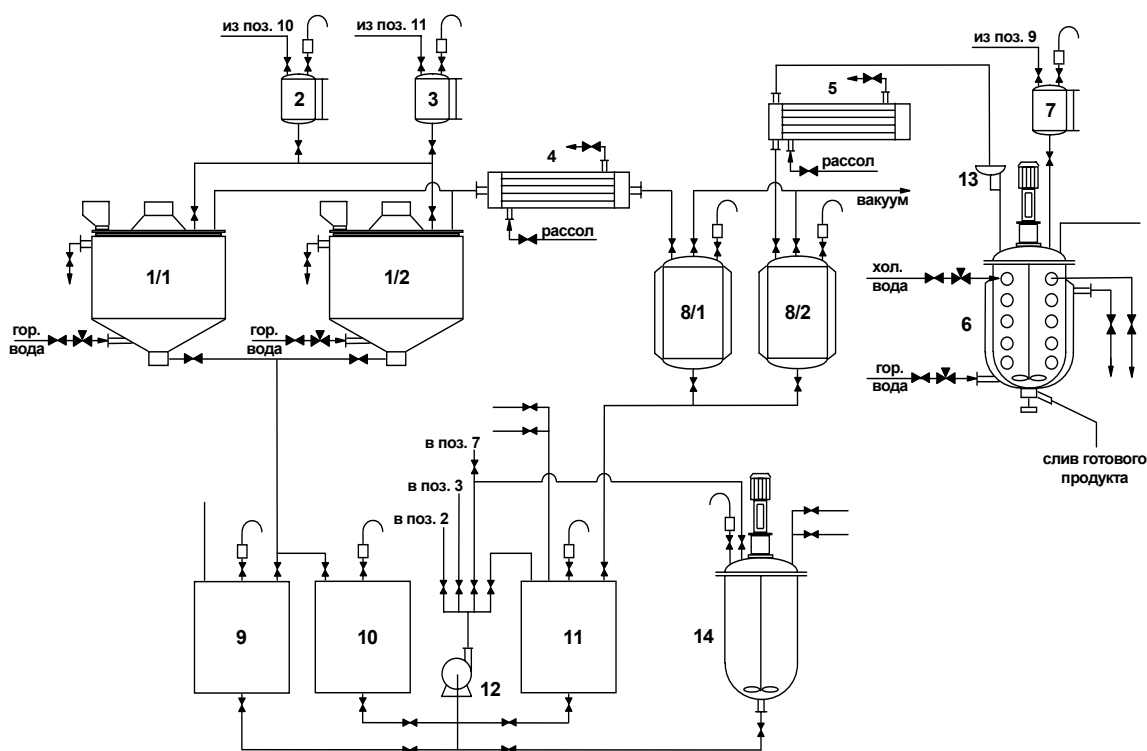 из поз. 10
из поз. 11
из поз. 9
2
3
5
7
4
рассол
13
рассол
вакуум
1/1
1/2
8/1
8/2
хол.
вода
6
гор.
вода
гор.
вода
гор.
вода
слив готового
продукта
в поз. 7
в поз. 3
в поз. 2
9
10
11
12
14